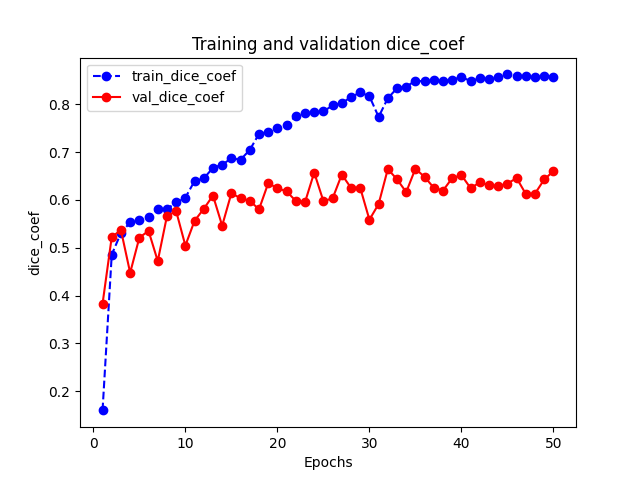 Training and validation dice_coef
train_dice_coef
val_dice_coef
dice_coef
0.8
0.7
0.6
0.5
0.4
0.3
0.2
0 10 20 30 40 50
Epochs